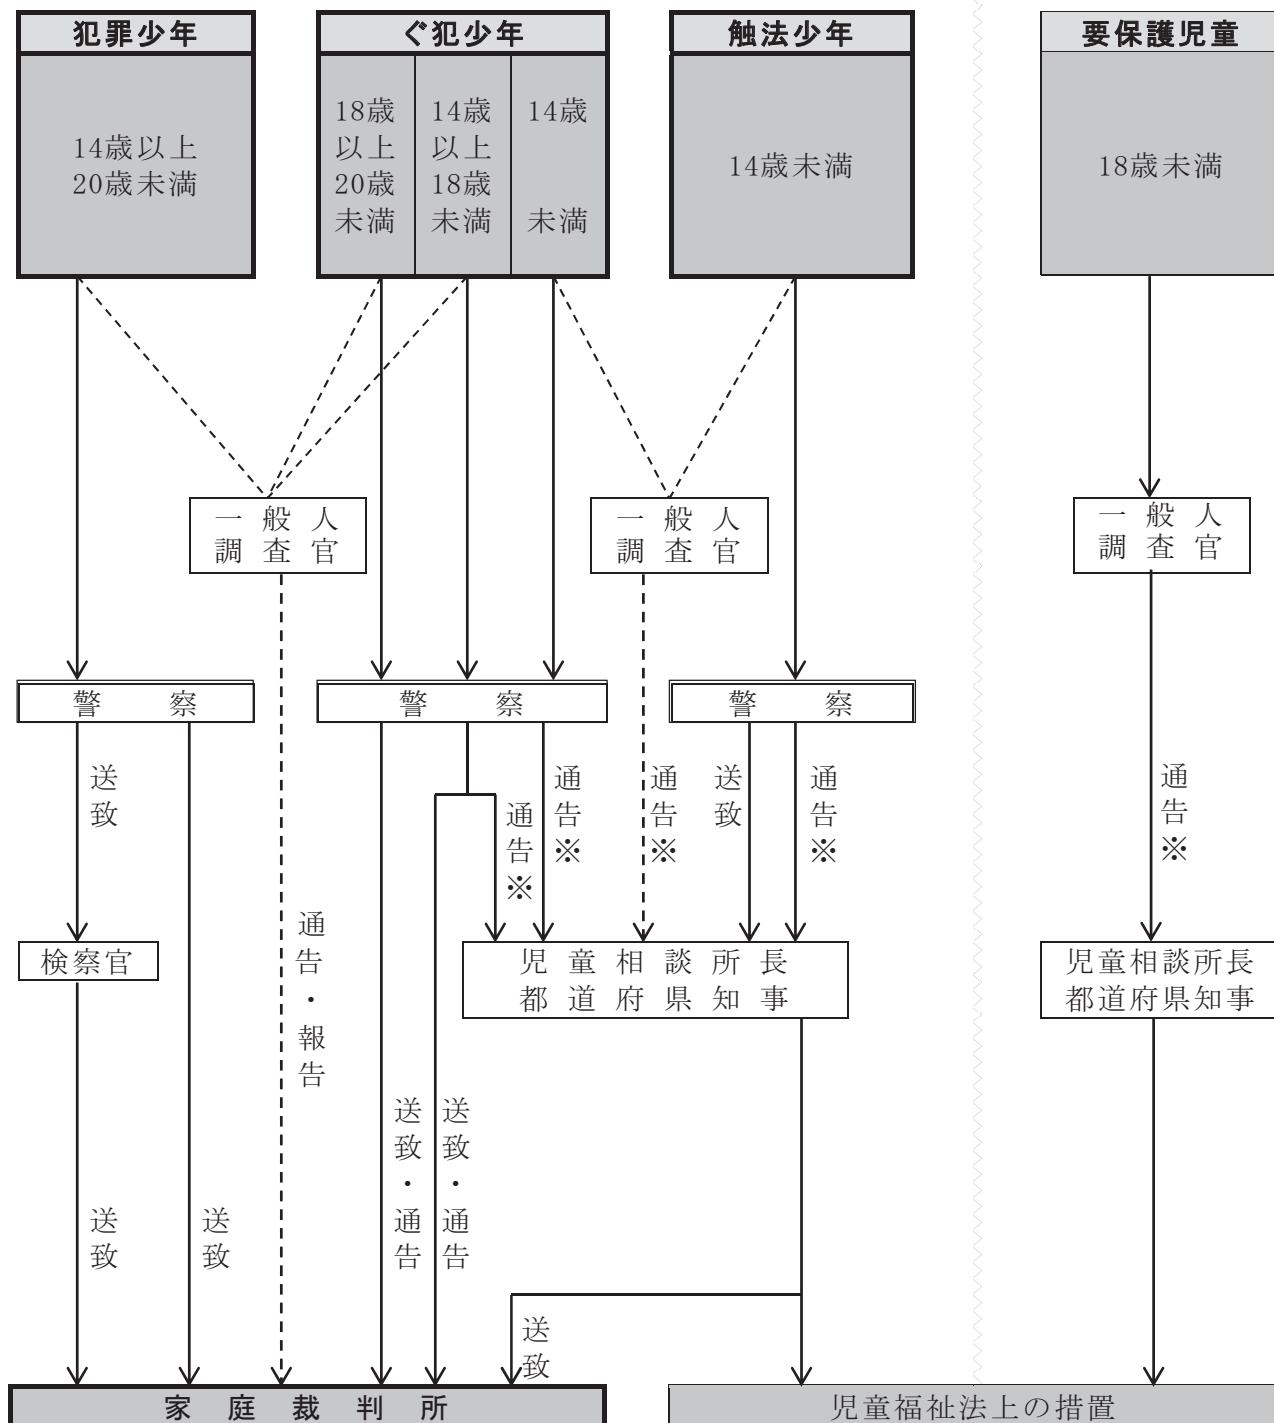 犯罪少年
ぐ犯少年
触法少年
要保護児童
14歳以上
20歳未満
18歳
以上
20歳
未満
14歳
以上
18歳
未満
14歳
未満
14歳未満
18歳未満
一般人
調査官
一般人
調査官
一般人
調査官
警察
警察
警察
送致
通告※
通告※
通告※
送致
通告※
通告※
検察官
児童相談所長
都道府県知事
児童相談所長
都道府県知事
通告・報告
送致・通告
送致・通告
送致
送致
送致
家庭裁判所
児童福祉法上の措置